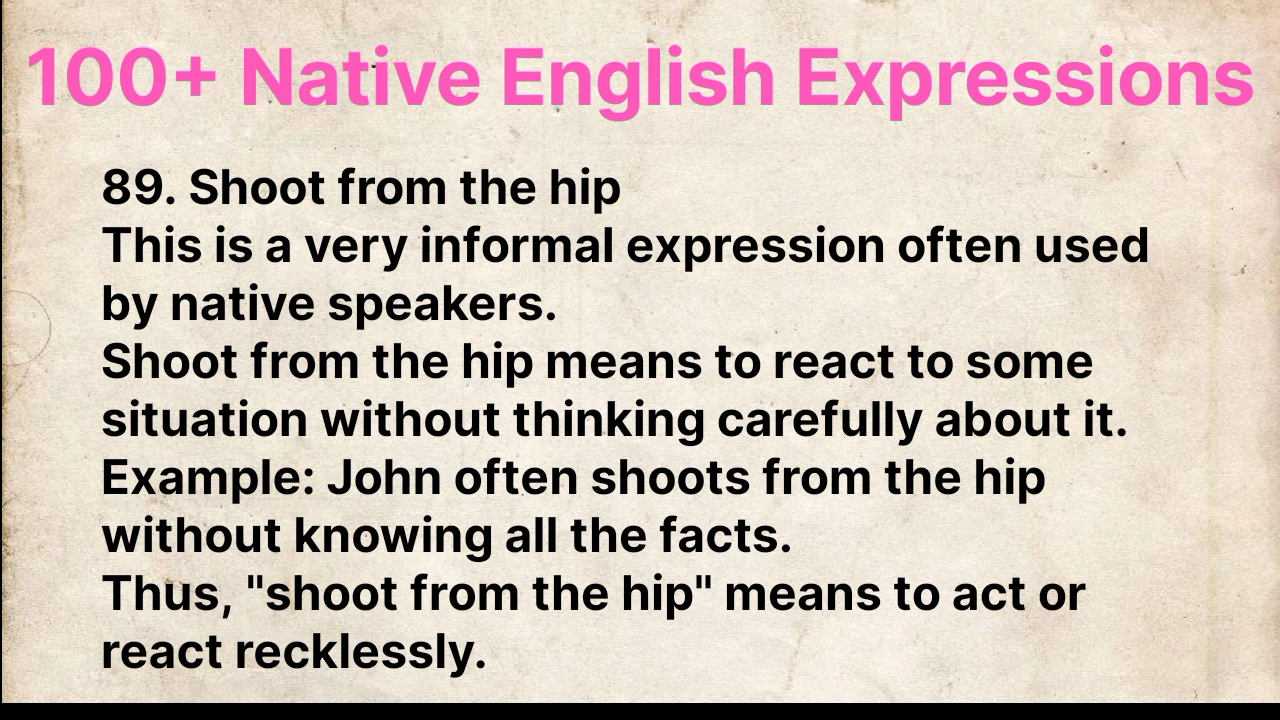 100+ Native English Expressions
89. Shoot from the hip
This is a very informal expression often used
by native speakers.
Shoot from the hip means to react to some
situation without thinking carefully about it.
Example: John often shoots from the hip
without knowing all the facts.
Thus, "shoot from the hip" means to act or
react recklessly.